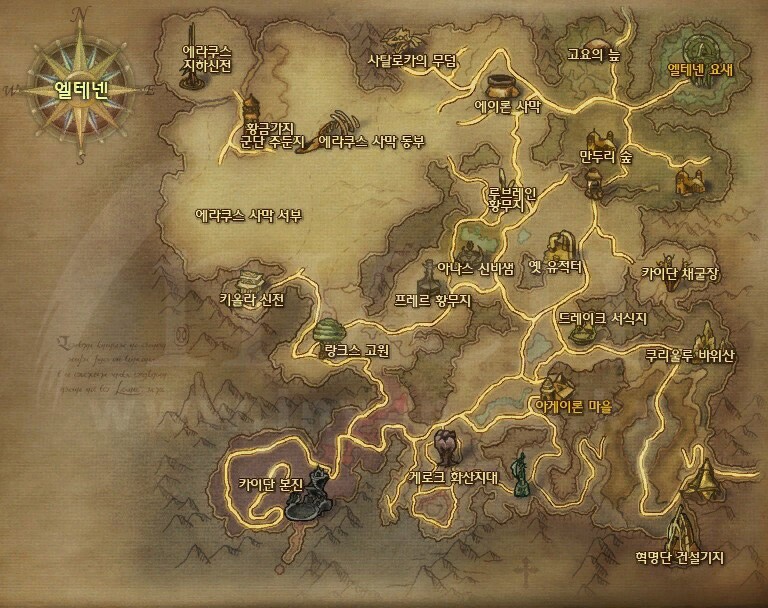 N
엘테넨
W
E
S
에라쿠스
지하신전
사탈로카의 무덤
고요의 늪
엘테넨 요새
에이론 사막
황금가지
군단 주둔지
에라쿠스 사막 동부
만두리 숲
루브레인
황무지
에라쿠스 사막 서부
아나스 신비샘
옛 유적터
카이단 채굴장
키올라 신전
프레르 황무지
드레이크 서식지
랑크스 고원
쿠리울루 바위산
아게이론 마을
카이단 본진
게로크 화산지대
혁명단 건설기지